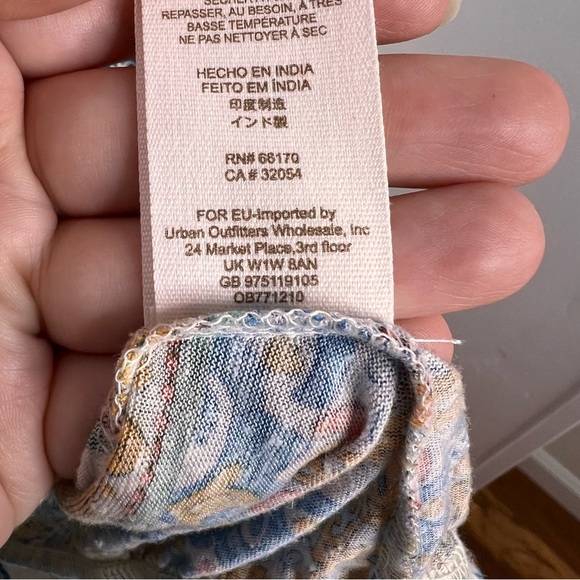 SÉCHER À
REPASSER, AU BESOIN, À TRÈS
BASSE TEMPÉRATURE
NE PAS NETTOYER À SEC
HECHO EN INDIA
FEITO EM ÍNDIA
印度制造
インド製
RN# 66170
CA # 32054
FOR EU-imported by
Urban Outfitters Wholesale, Inc
24 Market Place,3rd floor
UK W1W 8AN
GB 975119105
OB771210